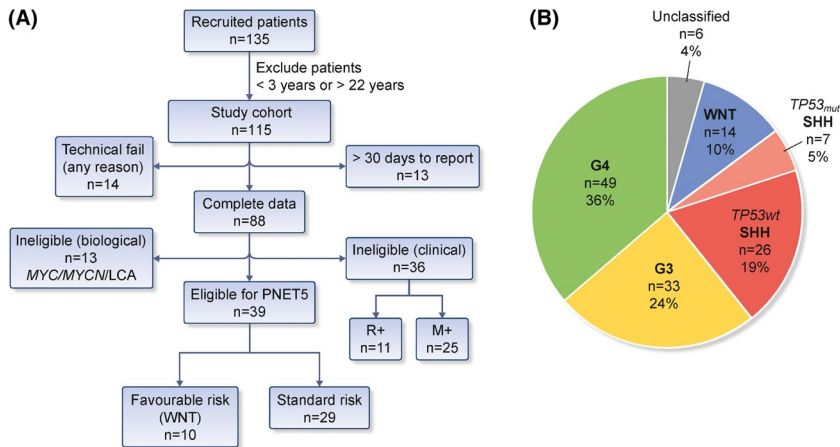 (A)
Recruited patients
n=135
Exclude patients
< 3 years or > 22 years
Study cohort
n=115
Technical fail
(any reason)
n=14
> 30 days to report
n=13
Complete data
n=88
Ineligible (biological)
n=13
MYC/MYCN/LCA
Ineligible (clinical)
n=36
Eligible for PNET5
n=39
R+
n=11
M+
n=25
Favourable risk
(WNT)
n=10
Standard risk
n=29
(B)
Unclassified
n=6
4%
WNT
n=14
10%
TP53mut
SHH
n=7
5%
TP53wt
SHH
n=26
19%
G3
n=33
24%
G4
n=49
36%